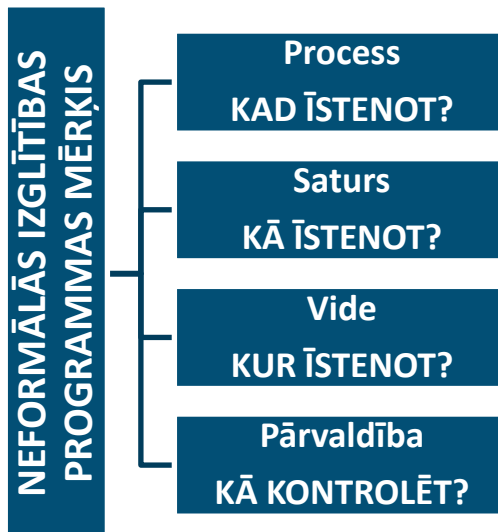 NEFORMĀLĀS IZGLĪTĪBAS
PROGRAMMAS MĒRĶIS
Process
KAD ĪSTENOT?
Saturs
KĀ ĪSTENOT?
Vide
KUR ĪSTENOT?
Pārvaldība
KĀ KONTROLĒT?